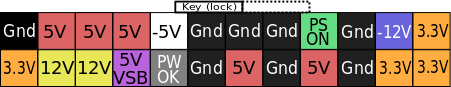 Key (lock)
Gnd 5V 5V 5V -5V Gnd Gnd Gnd PS ON Gnd -12V 3.3V
3.3V 12V 12V 5V VSB PW OK Gnd 5V Gnd 5V Gnd 3.3V 3.3V